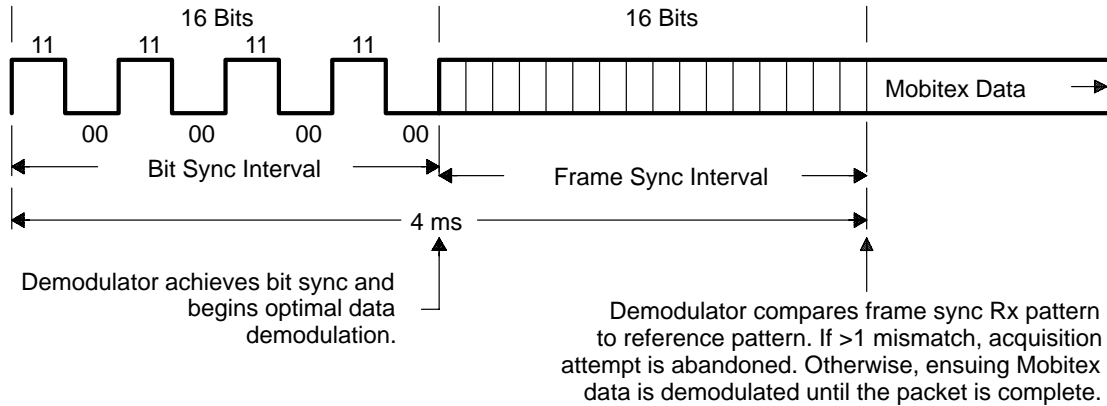 16 Bits
16 Bits
11 11 11 11
Mobitex Data
00 00 00 00
Bit Sync Interval
Frame Sync Interval
4 ms
Demodulator achieves bit sync and
begins optimal data
demodulation.
Demodulator compares frame sync Rx pattern
to reference pattern. If >1 mismatch, acquisition
attempt is abandoned. Otherwise, ensuing Mobitex
data is demodulated until the packet is complete.